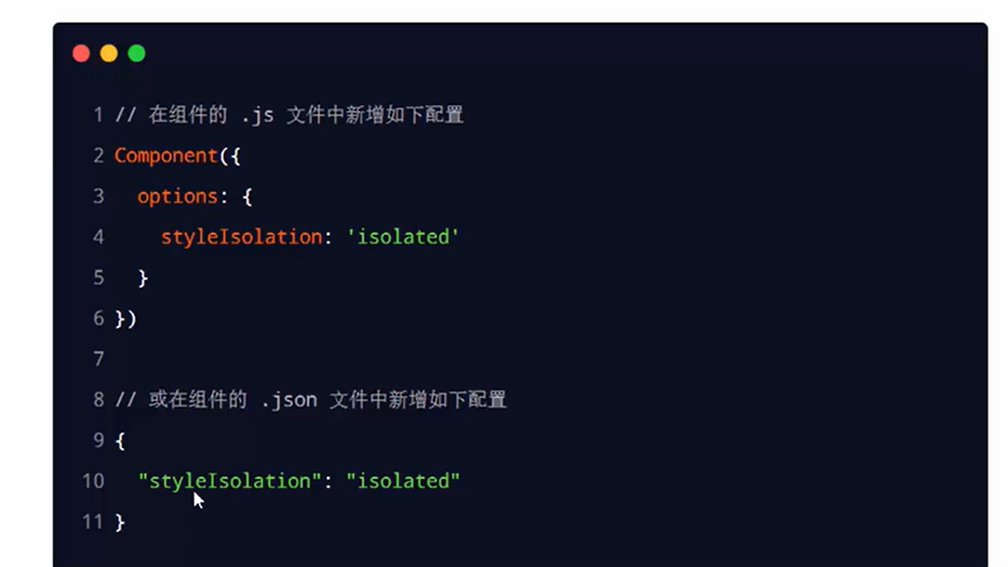 1 // 在组件的 .js 文件中新增如下配置
2 Component({
3   options: {
4     styleIsolation: 'isolated'
5   }
6 })
7
8 // 或在组件的 .json 文件中新增如下配置
9 {
10   "styleIsolation": "isolated"
11 }